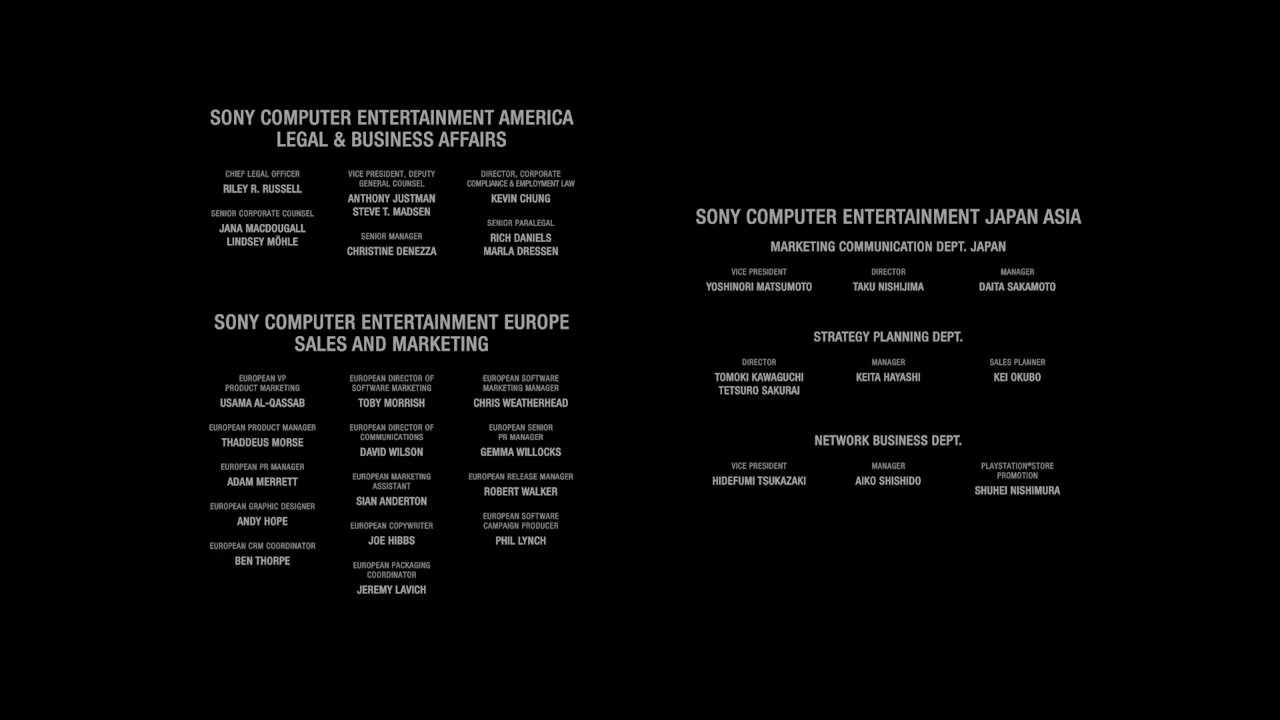 SONY COMPUTER ENTERTAINMENT AMERICA
LEGAL & BUSINESS AFFAIRS
CHIEF LEGAL OFFICER
RILEY R. RUSSELL
SENIOR CORPORATE COUNSEL
JANA MACDOUGALL
LINDSEY MÖHLE
VICE PRESIDENT, DEPUTY
GENERAL COUNSEL
ANTHONY JUSTMAN
STEVE T. MADSEN
SENIOR MANAGER
CHRISTINE DENEZZA
DIRECTOR, CORPORATE
COMPLIANCE & EMPLOYMENT LAW
KEVIN CHUNG
SENIOR PARALEGAL
RICH DANIELS
MARLA DRESSEN
SONY COMPUTER ENTERTAINMENT EUROPE
SALES AND MARKETING
EUROPEAN VP
PRODUCT MARKETING
USAMA AL-QASSAB
EUROPEAN PRODUCT MANAGER
THADDEUS MORSE
EUROPEAN PR MANAGER
ADAM MERRETT
EUROPEAN GRAPHIC DESIGNER
ANDY HOPE
EUROPEAN CRM COORDINATOR
BEN THORPE
EUROPEAN DIRECTOR OF
SOFTWARE MARKETING
TOBY MORRISH
EUROPEAN DIRECTOR OF
COMMUNICATIONS
DAVID WILSON
EUROPEAN MARKETING
ASSISTANT
SIAN ANDERTON
EUROPEAN COPYWRITER
JOE HIBBS
EUROPEAN PACKAGING
COORDINATOR
JEREMY LAVICH
EUROPEAN SOFTWARE
MARKETING MANAGER
CHRIS WEATHERHEAD
EUROPEAN SENIOR
PR MANAGER
GEMMA WILLOCKS
EUROPEAN RELEASE MANAGER
ROBERT WALKER
EUROPEAN SOFTWARE
CAMPAIGN PRODUCER
PHIL LYNCH
SONY COMPUTER ENTERTAINMENT JAPAN ASIA
MARKETING COMMUNICATION DEPT. JAPAN
VICE PRESIDENT
YOSHINORI MATSUMOTO
DIRECTOR
TAKU NISHIJIMA
MANAGER
DAITA SAKAMOTO
STRATEGY PLANNING DEPT.
DIRECTOR
TOMOKI KAWAGUCHI
TETSURO SAKURAI
MANAGER
KEITA HAYASHI
SALES PLANNER
KEI OKUBO
NETWORK BUSINESS DEPT.
VICE PRESIDENT
HIDEFUMI TSUKAZAKI
MANAGER
AIKO SHISHIDO
PLAYSTATION®STORE
PROMOTION
SHUHEI NISHIMURA